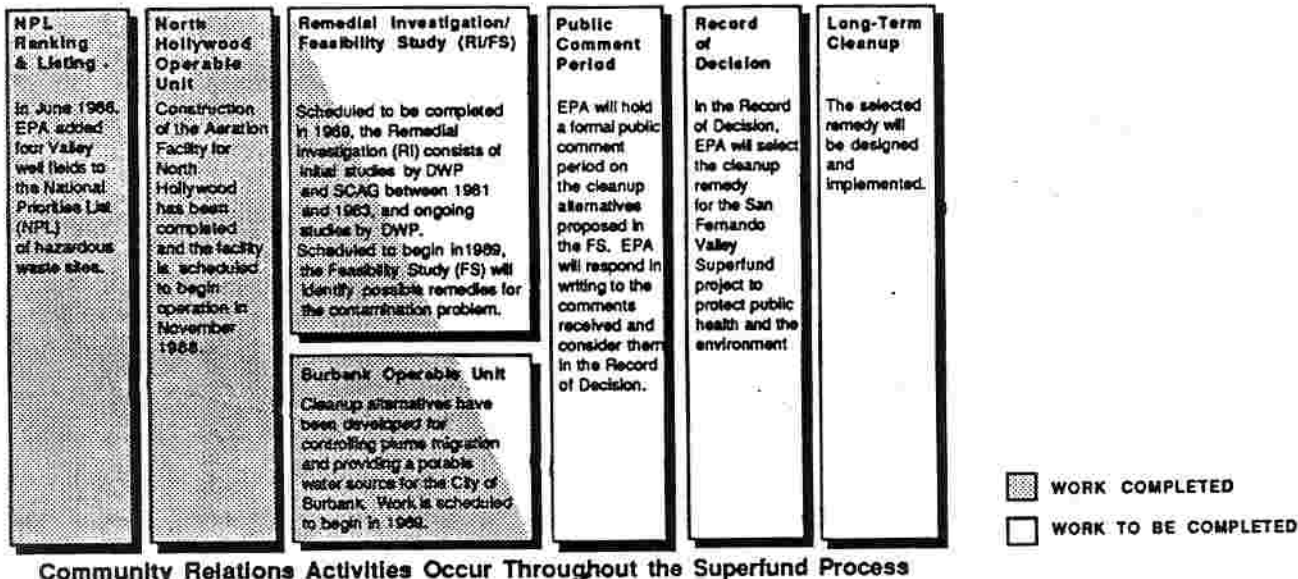 NPL
Ranking
& Listing .
In June 1986,
EPA added
four Valley
well fields to
the National
Priorities List
(NPL)
of hazardous
waste sites.
North
Hollywood
Operable
Unit
Construction
of the Aeration
Facility for
North
Hollywood
has been
completed
and the facility
is scheduled
to begin
operation in
November
1988.
Remedial Investigation/
Feasibility Study (RI/FS)
Scheduled to be completed
in 1989, the Remedial
Investigation (RI) consists of
initial studies by DWP
and SCAG between 1981
and 1983, and ongoing
studies by DWP.
Scheduled to begin in 1989,
the Feasibility Study (FS) will
identify possible remedies for
the contamination problem.
Burbank Operable Unit
Cleanup alternatives have
been developed for
controlling plume migration
and providing a potable
water source for the City of
Burbank. Work is scheduled
to begin in 1989.
Public
Comment
Period
EPA will hold
a formal public
comment
period on
the cleanup
alternatives
proposed in
the FS. EPA
will respond in
writing to the
comments
received and
consider them
in the Record
of Decision.
Record
of
Decision
In the Record
of Decision,
EPA will select
the cleanup
remedy
for the San
Fernando
Valley
Superfund
project to
protect public
health and the
environment
Long-Term
Cleanup
The selected
remedy will
be designed
and
implemented.
WORK COMPLETED
WORK TO BE COMPLETED
Community Relations Activities Occur Throughout the Superfund Process